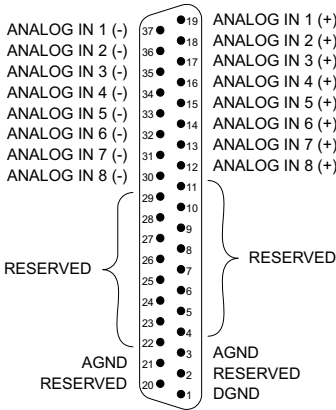 19 ANALOG IN 1 (+)
ANALOG IN 1 (-) 37
18 ANALOG IN 2 (+)
ANALOG IN 2 (-) 36
17 ANALOG IN 3 (+)
ANALOG IN 3 (-) 35
16 ANALOG IN 4 (+)
ANALOG IN 4 (-) 34
15 ANALOG IN 5 (+)
ANALOG IN 5 (-) 33
14 ANALOG IN 6 (+)
ANALOG IN 6 (-) 32
13 ANALOG IN 7 (+)
ANALOG IN 7 (-) 31
12 ANALOG IN 8 (+)
ANALOG IN 8 (-) 30
11
29
10
28
9
27
8
RESERVED 26
7 RESERVED
25
6
24
5
23
4
22
3 AGND
AGND 21
2 RESERVED
RESERVED 20
1 DGND